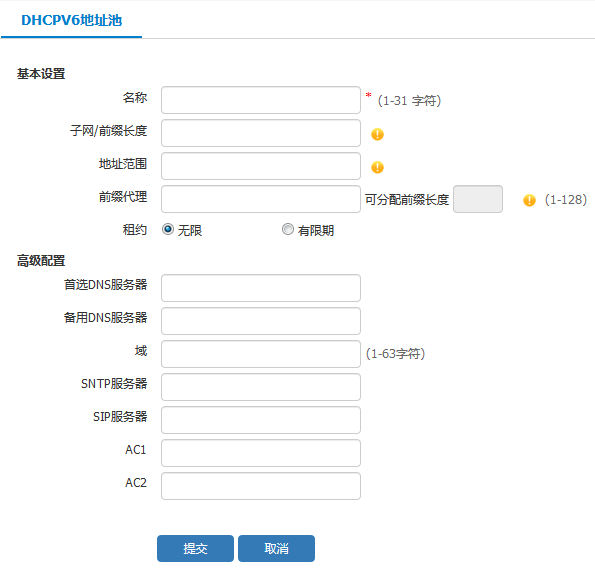 DHCPV6地址池
基本设置
名称 * (1-31 字符)
子网/前缀长度
地址范围
前缀代理 可分配前缀长度 (1-128)
租约 无限 有限期
高级配置
首选DNS服务器
备用DNS服务器
域 (1-63字符)
SNTP服务器
SIP服务器
AC1
AC2
提交 取消